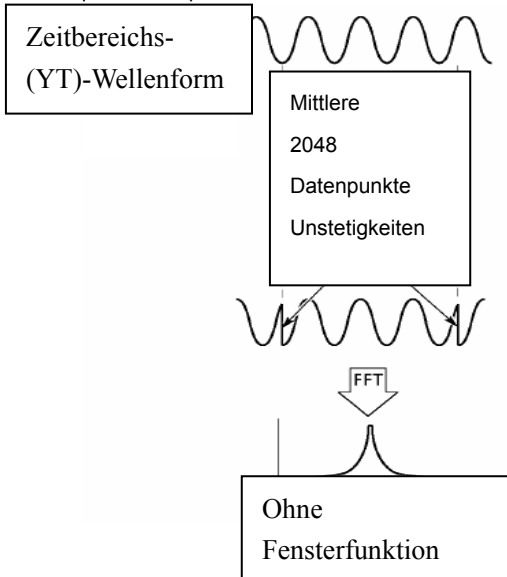 Zeitbereichs-
(YT)-Wellenform
Mittlere
2048
Datenpunkte
Unstetigkeiten
FFT
Ohne
Fensterfunktion